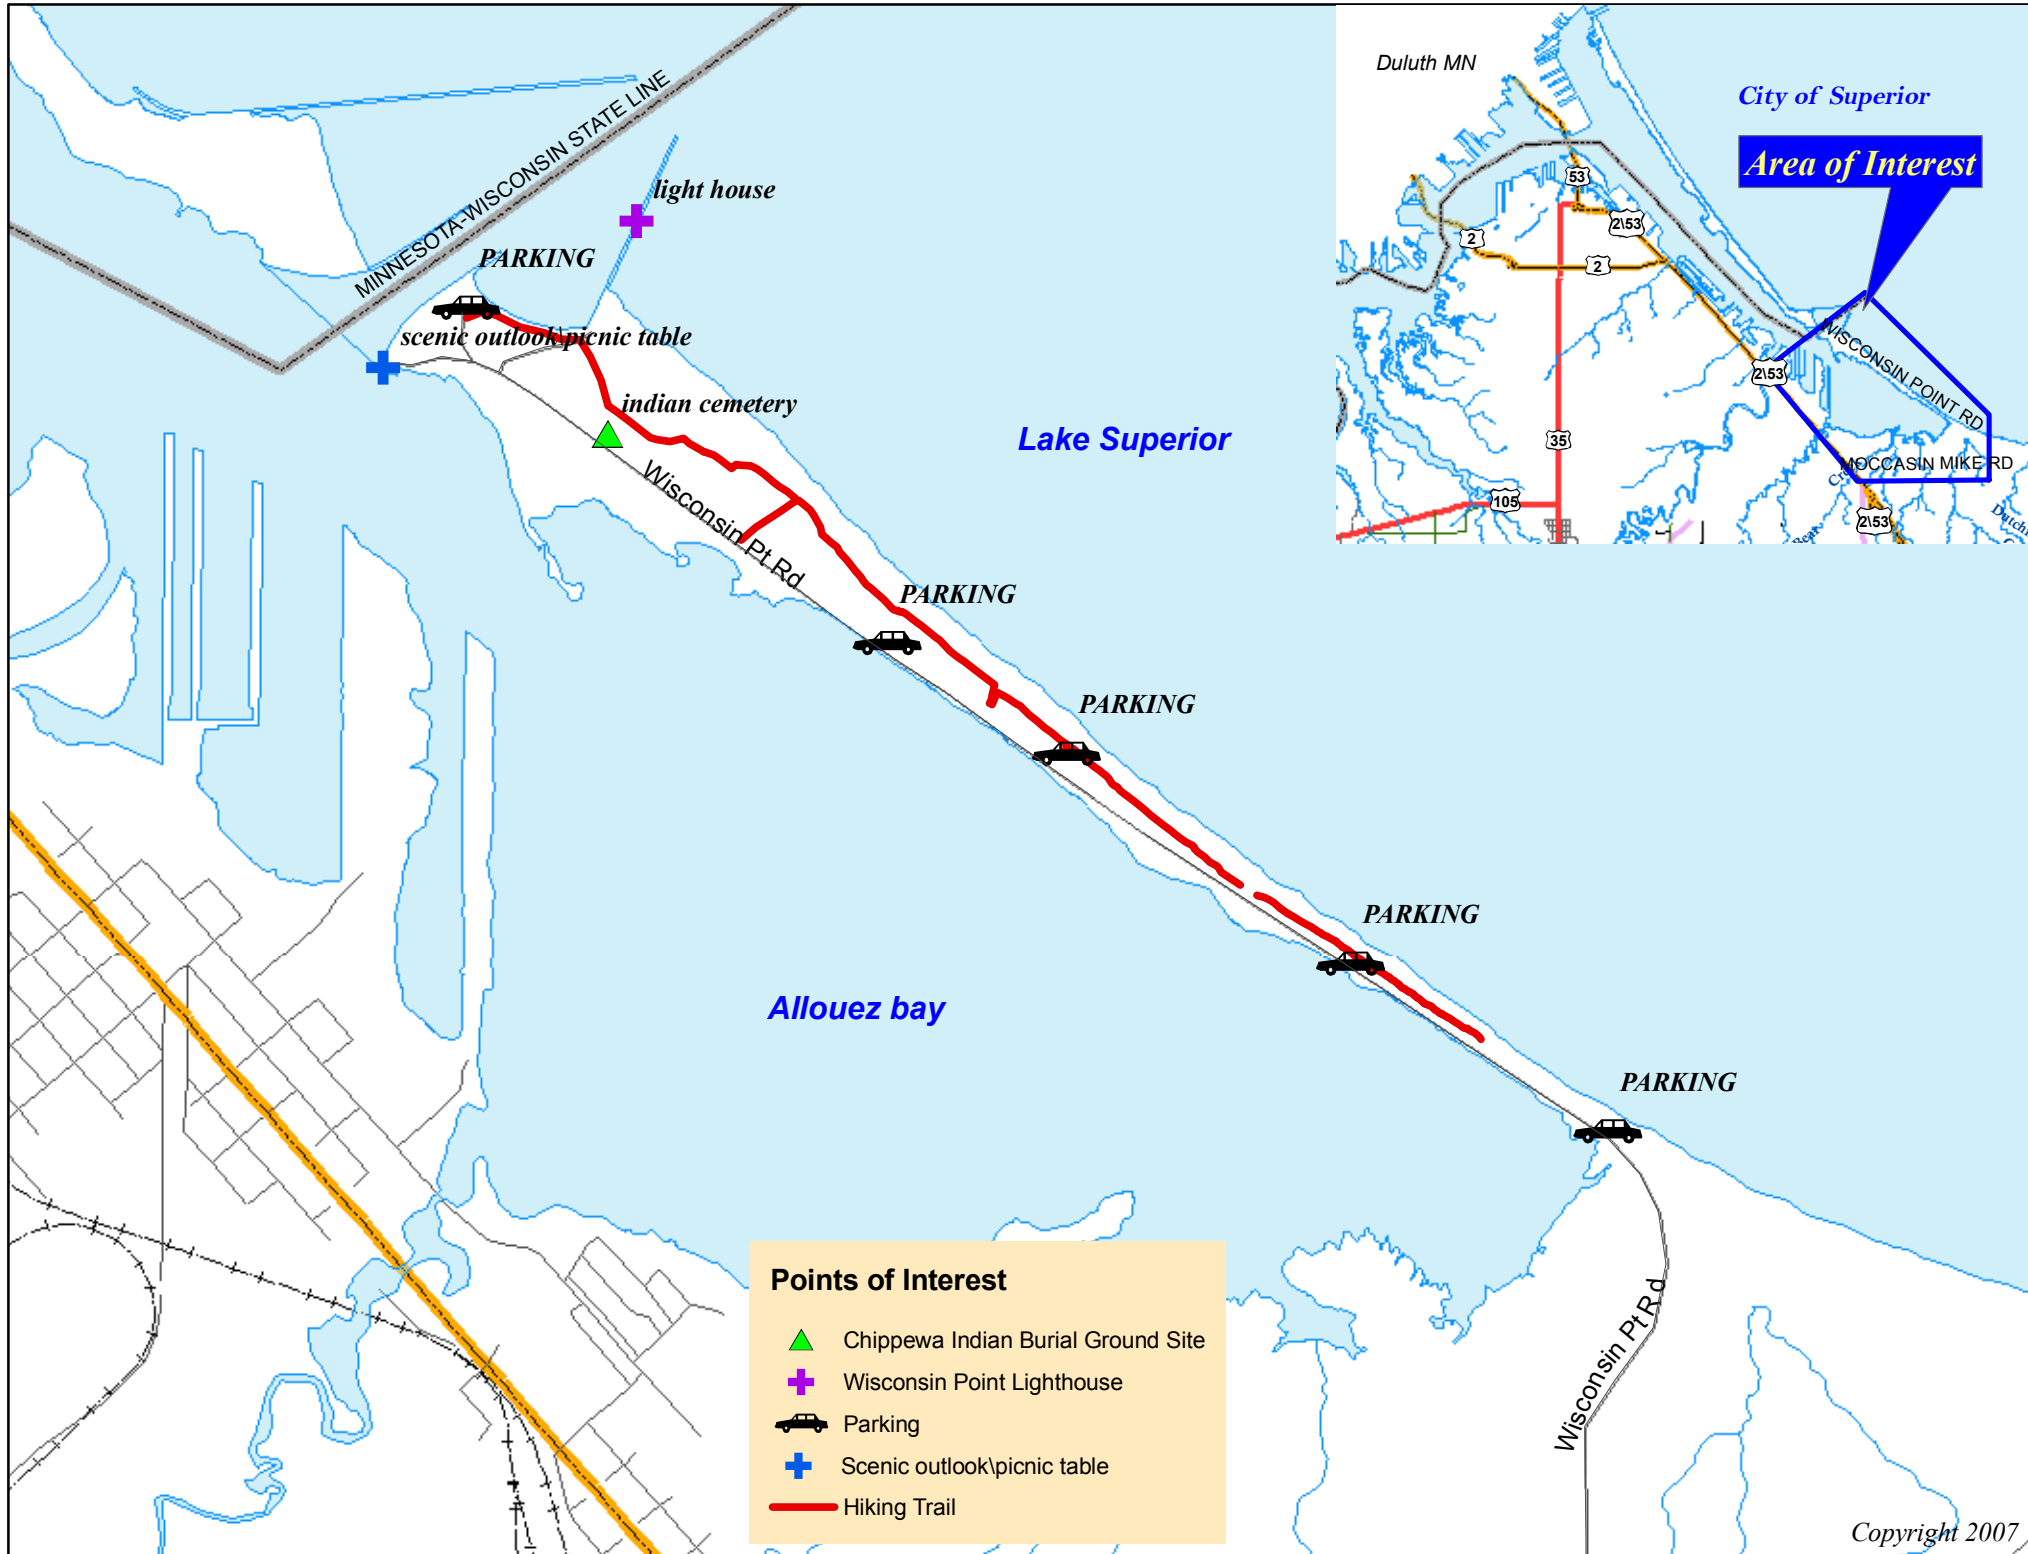 MINNESOTA-WISCONSIN STATE LINE
light house
PARKING
scenic outlook\picnic table
indian cemetery
Wisconsin Pt Rd
Lake Superior
PARKING
PARKING
PARKING
PARKING
Allouez bay
Wisconsin Pt Rd
Duluth MN
City of Superior
Area of Interest
53
2\53
2
2
2\53
35
105
2\53
WISCONSIN POINT RD
MOCCASIN MIKE RD
Bear
Points of Interest
Chippewa Indian Burial Ground Site
Wisconsin Point Lighthouse
Parking
Scenic outlook\picnic table
Hiking Trail
Copyright 2007